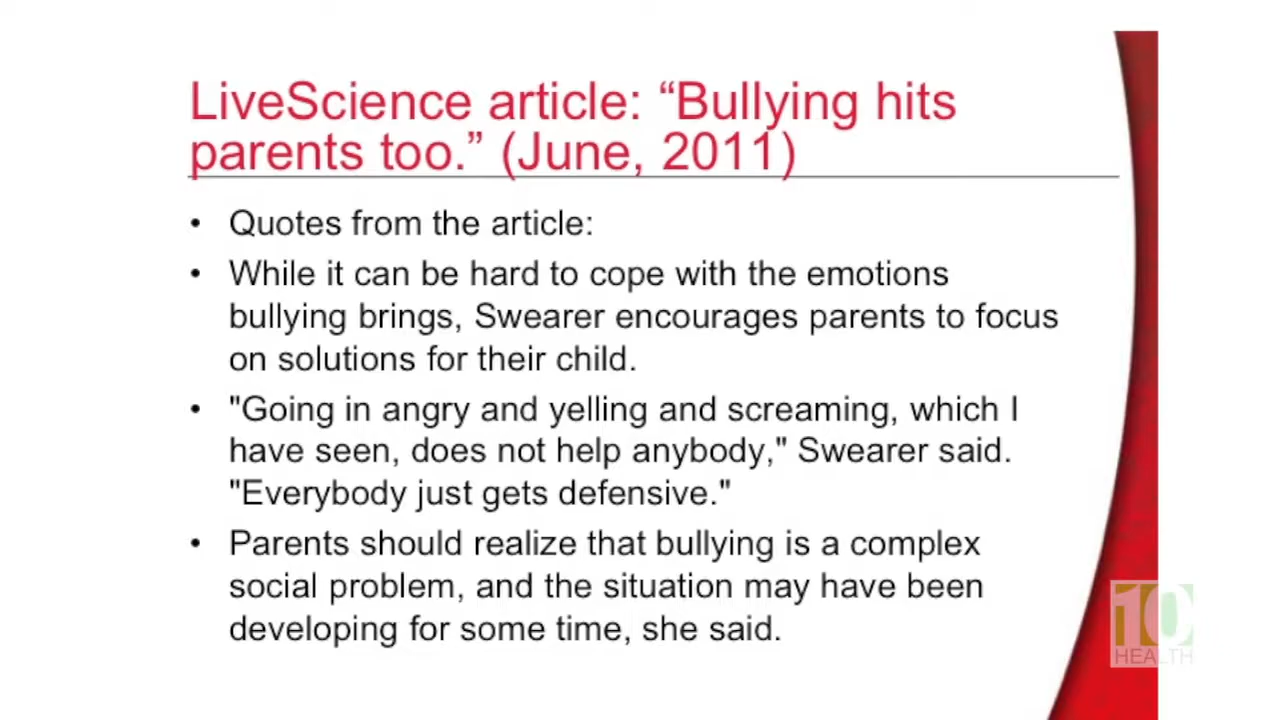 LiveScience article: “Bullying hits
parents too.” (June, 2011)
• Quotes from the article:
• While it can be hard to cope with the emotions
bullying brings, Swearer encourages parents to focus
on solutions for their child.
• "Going in angry and yelling and screaming, which I
have seen, does not help anybody," Swearer said.
"Everybody just gets defensive."
• Parents should realize that bullying is a complex
social problem, and the situation may have been
developing for some time, she said.
10
HEALTH